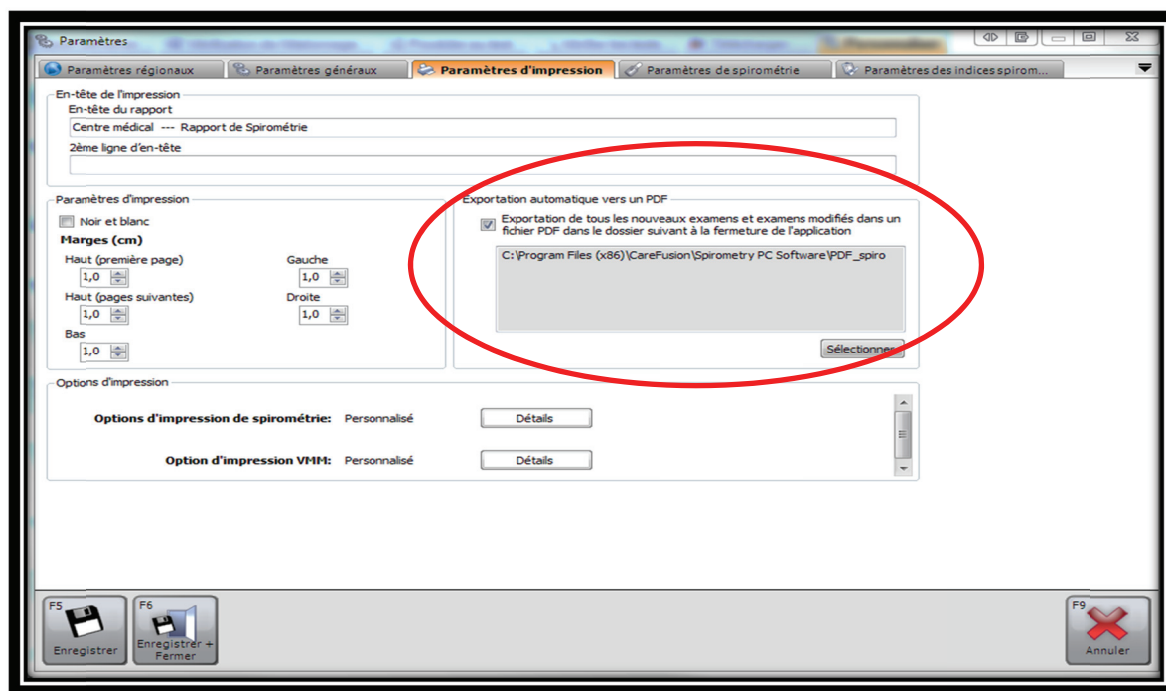 Paramètres
Paramètres régionaux
Paramètres généraux
Paramètres d'impression
Paramètres de spirométrie
Paramètres des indices spirom...
En-tête de l'impression
En-tête du rapport
Centre médical --- Rapport de Spirométrie
2ème ligne d'en-tête
Paramètres d'impression
Noir et blanc
Marges (cm)
Haut (première page)
Gauche
1,0
1,0
Haut (pages suivantes)
Droite
1,0
1,0
Bas
1,0
Exportation automatique vers un PDF
Exportation de tous les nouveaux examens et examens modifiés dans un
fichier PDF dans le dossier suivant à la fermeture de l'application
C:\Program Files (x86)\CareFusion\Spirometry PC Software\PDF_spiro
Sélectionner
Options d'impression
Options d'impression de spirométrie: Personnalisé
Détails
Option d'impression VMM: Personnalisé
Détails
F5
Enregistrer
F6
Enregistrer +
Fermer
F9
Annuler